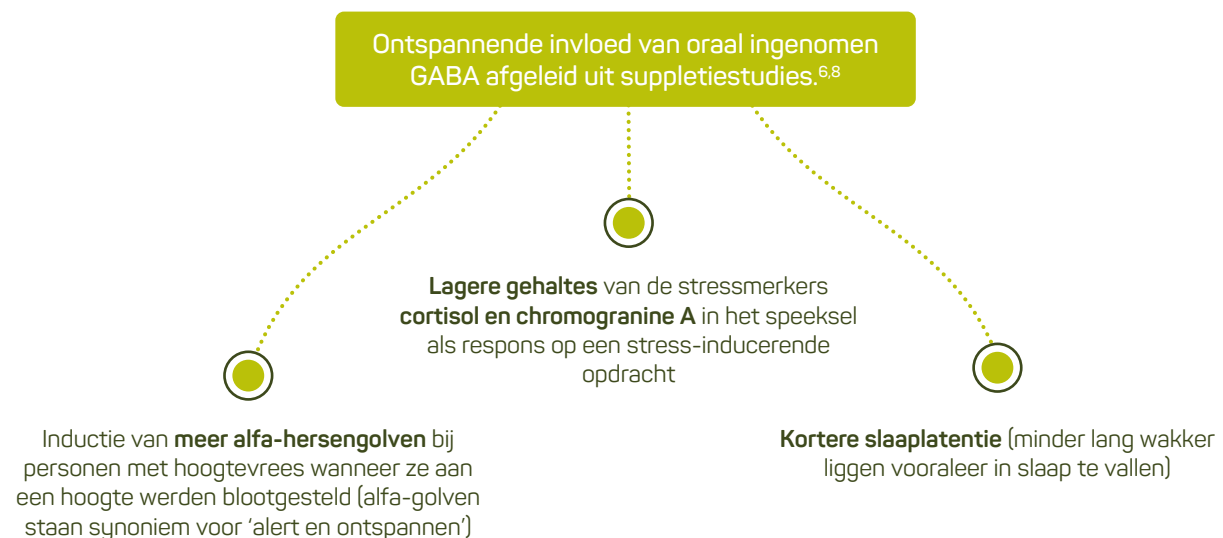 Ontspannende invloed van oraal ingenomen
GABA afgeleid uit suppletiestudies.6,8
Lagere gehaltes van de stressmerkers
cortisol en chromogranine A in het speeksel
als respons op een stress-inducerende
opdracht
Inductie van meer alfa-hersengolven bij
personen met hoogtevrees wanneer ze aan
een hoogte werden blootgesteld (alfa-golven
staan synoniem voor ‘alert en ontspannen’)
Kortere slaaplatentie (minder lang wakker
liggen vooraleer in slaap te vallen)